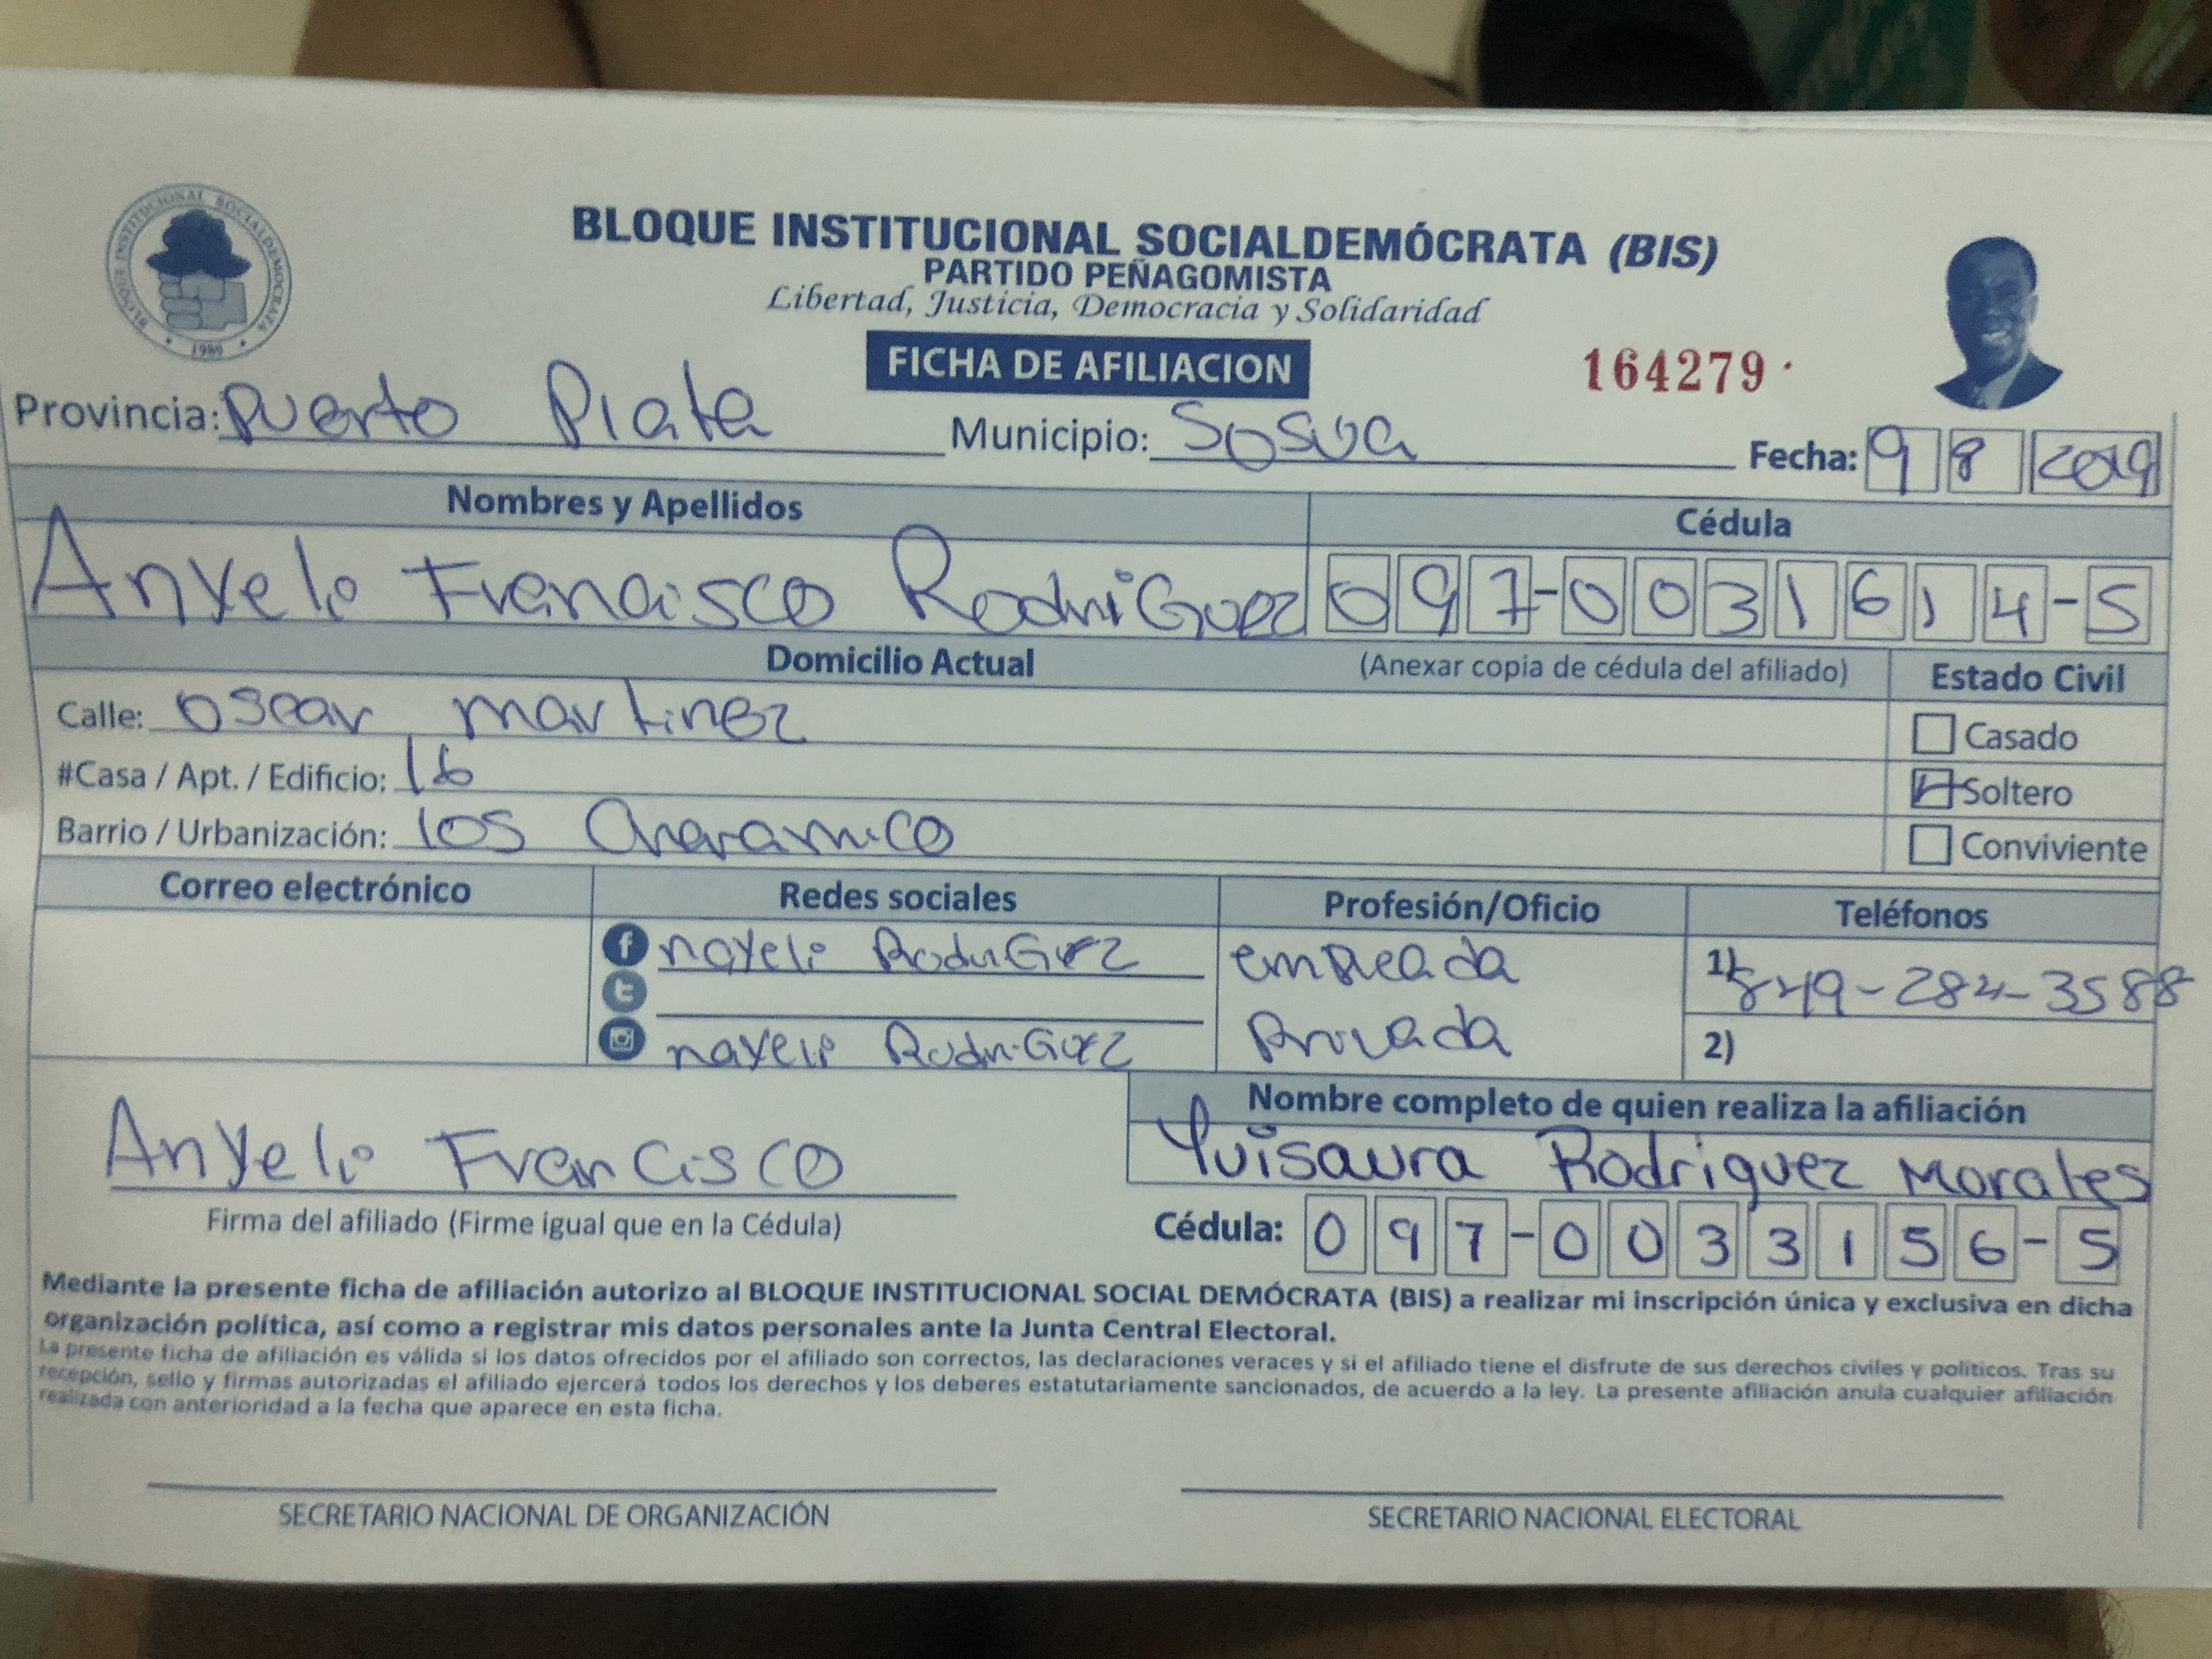 BLOQUE INSTITUCIONAL SOCIALDEMÓCRATA
1989
BLOQUE INSTITUCIONAL SOCIALDEMÓCRATA (BIS)
PARTIDO PEÑAGOMISTA
Libertad, Justicia, Democracia y Solidaridad
FICHA DE AFILIACION
164279
Provincia: Puerto Plata Municipio: Sosua Fecha: 9 8 2019
Nombres y Apellidos Cédula
Anyeli Francisco RodriGuez 097-0031614-5
Domicilio Actual (Anexar copia de cédula del afiliado) Estado Civil
Calle: Oscar martinez Casado
#Casa / Apt. / Edificio: 16 Soltero
Barrio / Urbanización: los Conviviente
Correo electrónico Redes sociales Profesión/Oficio Teléfonos
nayeli RodriGuez empleada 1) 849-284-3588
nayeli RodriGuez Privada 2)
Nombre completo de quien realiza la afiliación
Anyeli Francisco Yuisaura Rodriguez Morales
Firma del afiliado (Firme igual que en la Cédula) Cédula: 097-0033156-5
Mediante la presente ficha de afiliación autorizo al BLOQUE INSTITUCIONAL SOCIAL DEMÓCRATA (BIS) a realizar mi inscripción única y exclusiva en dicha
organización política, así como a registrar mis datos personales ante la Junta Central Electoral.
La presente ficha de afiliación es válida si los datos ofrecidos por el afiliado son correctos, las declaraciones veraces y si el afiliado tiene el disfrute de sus derechos civiles y políticos. Tras su
recepción, sello y firmas autorizadas el afiliado ejercerá todos los derechos y los deberes estatutariamente sancionados, de acuerdo a la ley. La presente afiliación anula cualquier afiliación
realizada con anterioridad a la fecha que aparece en esta ficha.
SECRETARIO NACIONAL DE ORGANIZACIÓN SECRETARIO NACIONAL ELECTORAL